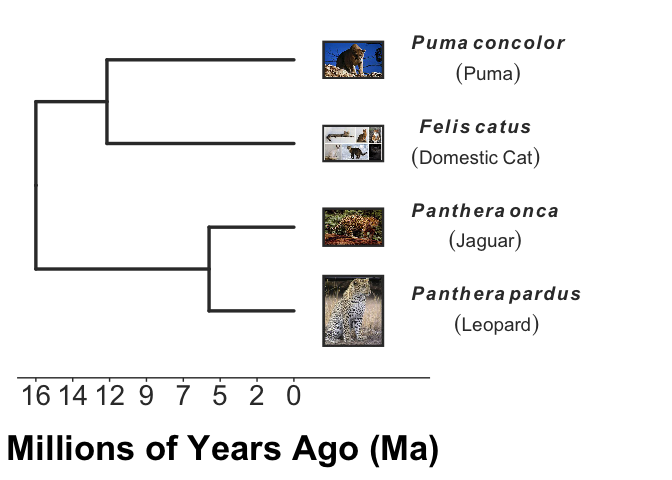 Puma concolor
(Puma)
Felis catus
(Domestic Cat)
Panthera onca
(Jaguar)
Panthera pardus
(Leopard)
16 14 12 9 7 5 2 0
Millions of Years Ago (Ma)